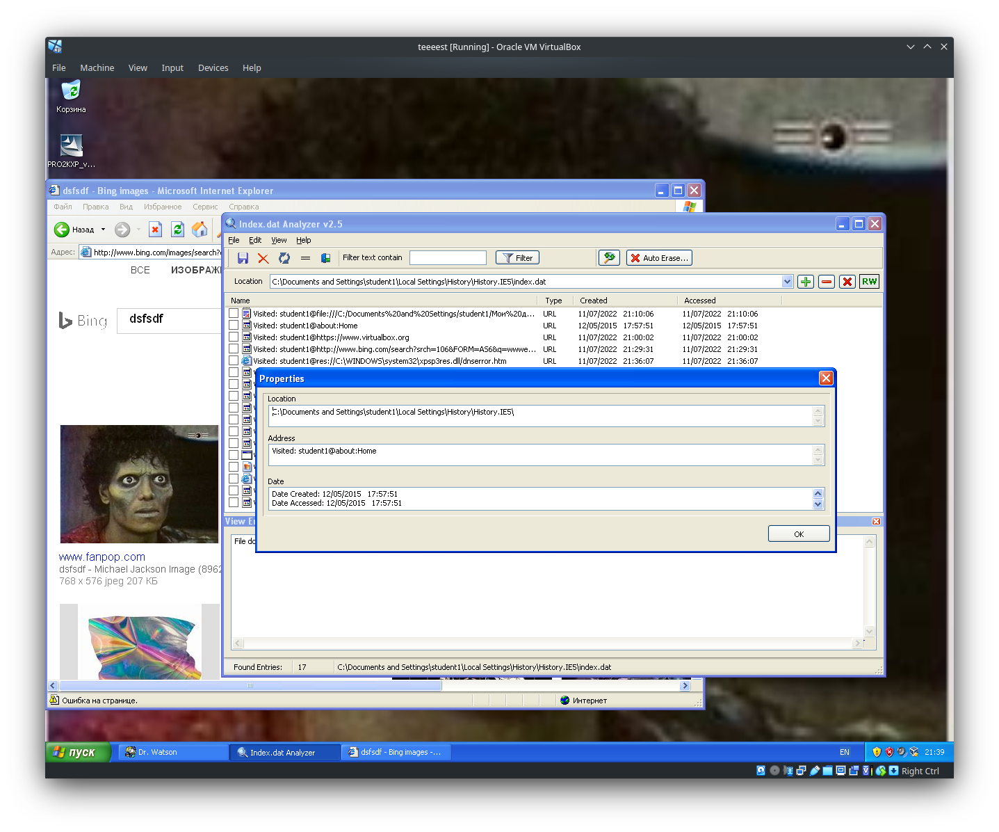 teeeest [Running] - Oracle VM VirtualBox
File Machine View Input Devices Help
Корзина
PRO2KXP_v...
dsfsdf - Bing images - Microsoft Internet Explorer
Файл Правка Вид Избранное Сервис Справка
Назад
Адрес: http://www.bing.com/images/search?
ВСЕ ИЗОБРАЖ
Bing dsfsdf
www.fanpop.com
dsfsdf - Michael Jackson Image (8962
768 x 576 jpeg 207 КБ
Ошибка на странице. Интернет
Index.dat Analyzer v2.5
File Edit View Help
Filter text contain Filter Auto Erase...
Location C:\Documents and Settings\student1\Local Settings\History\History.IE5\index.dat RW
Name Type Created Accessed
Visited: student1@file:///C:/Documents%20and%20Settings/student1/Мои%20д... URL 11/07/2022 21:10:06 11/07/2022 21:10:06
Visited: student1@about:Home URL 12/05/2015 17:57:51 12/05/2015 17:57:51
Visited: student1@https://www.virtualbox.org URL 11/07/2022 21:00:02 11/07/2022 21:00:02
Visited: student1@http://www.bing.com/search?srch=106&FORM=AS6&q=wwwe... URL 11/07/2022 21:29:31 11/07/2022 21:29:31
Visited: student1@res://C:\WINDOWS\system32\xpsp3res.dll/dnserror.htm URL 11/07/2022 21:36:07 11/07/2022 21:36:07
Properties
Location
C:\Documents and Settings\student1\Local Settings\History\History.IE5\
Address
Visited: student1@about:Home
Date
Date Created: 12/05/2015 17:57:51
Date Accessed: 12/05/2015 17:57:51
OK
View E
File do
Found Entries: 17 C:\Documents and Settings\student1\Local Settings\History\History.IE5\index.dat
пуск Dr. Watson Index.dat Analyzer dsfsdf - Bing images -... EN 21:39
Right Ctrl